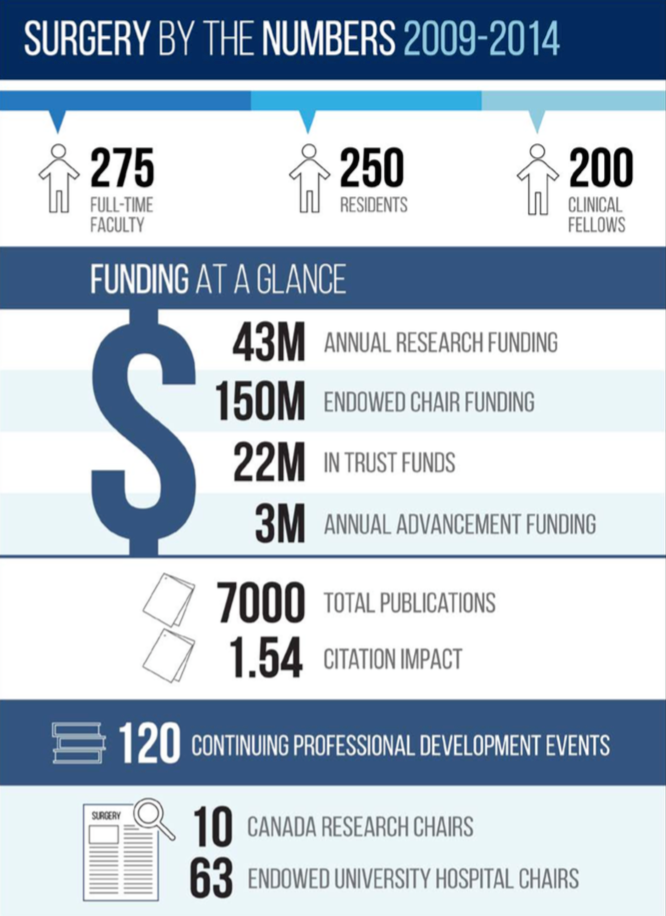 SURGERY BY THE NUMBERS 2009-2014
275
FULL-TIME
FACULTY
250
RESIDENTS
200
CLINICAL
FELLOWS
FUNDING AT A GLANCE
$
43M ANNUAL RESEARCH FUNDING
150M ENDOWED CHAIR FUNDING
22M IN TRUST FUNDS
3M ANNUAL ADVANCEMENT FUNDING
7000 TOTAL PUBLICATIONS
1.54 CITATION IMPACT
120 CONTINUING PROFESSIONAL DEVELOPMENT EVENTS
SURGERY
10 CANADA RESEARCH CHAIRS
63 ENDOWED UNIVERSITY HOSPITAL CHAIRS